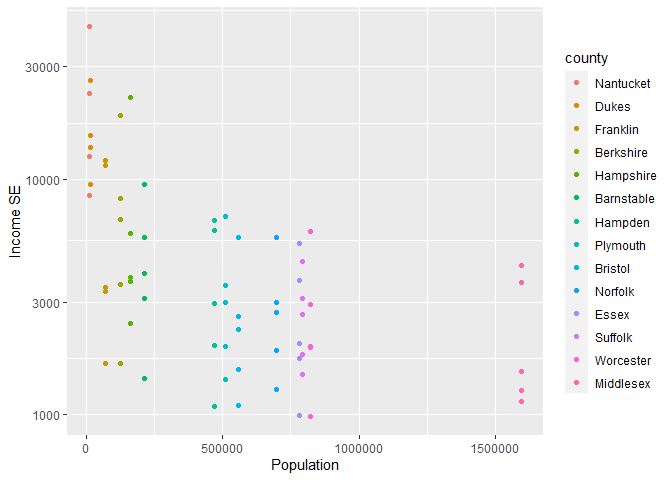 30000
10000
3000
1000
Income SE
0
500000
1000000
1500000
Population
county
Nantucket
Dukes
Franklin
Berkshire
Hampshire
Barnstable
Hampden
Plymouth
Bristol
Norfolk
Essex
Suffolk
Worcester
Middlesex